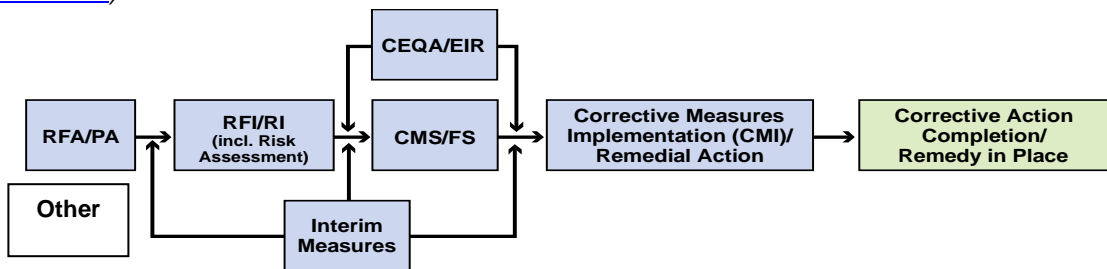 CEQA/EIR
RFA/PA
RFI/RI
(incl. Risk
Assessment)
CMS/FS
Corrective Measures
Implementation (CMI)/
Remedial Action
Corrective Action
Completion/
Remedy in Place
Other
Interim
Measures